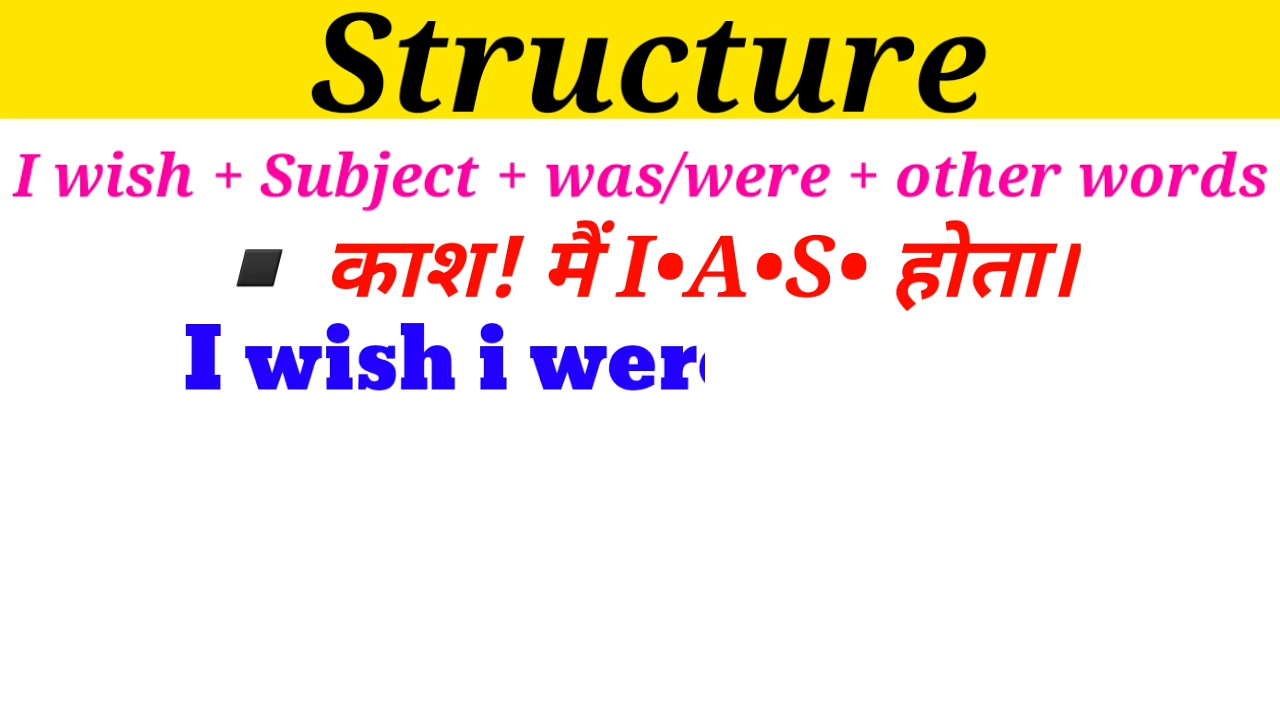 Structure
I wish + Subject + was/were + other words
▪ काश! मैं I•A•S• होता।
I wish i were